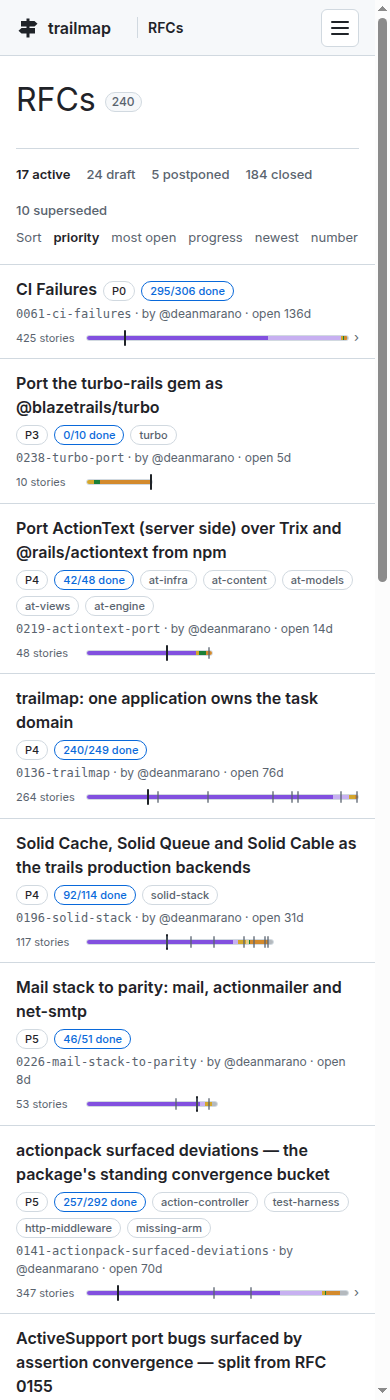 trailmap RFCs
RFCs 240
17 active 24 draft 5 postponed 184 closed
10 superseded
Sort priority most open progress newest number
CI Failures P0 295/306 done
0061-ci-failures · by @deanmarano · open 136d
425 stories ›
Port the turbo-rails gem as
@blazetrails/turbo
P3 0/10 done turbo
0238-turbo-port · by @deanmarano · open 5d
10 stories
Port ActionText (server side) over Trix and
@rails/actiontext from npm
P4 42/48 done at-infra at-content at-models
at-views at-engine
0219-actiontext-port · by @deanmarano · open 14d
48 stories
trailmap: one application owns the task
domain
P4 240/249 done
0136-trailmap · by @deanmarano · open 76d
264 stories
Solid Cache, Solid Queue and Solid Cable as
the trails production backends
P4 92/114 done solid-stack
0196-solid-stack · by @deanmarano · open 31d
117 stories
Mail stack to parity: mail, actionmailer and
net-smtp
P5 46/51 done
0226-mail-stack-to-parity · by @deanmarano · open
8d
53 stories
actionpack surfaced deviations — the
package's standing convergence bucket
P5 257/292 done action-controller test-harness
http-middleware missing-arm
0141-actionpack-surfaced-deviations · by
@deanmarano · open 70d
347 stories ›
ActiveSupport port bugs surfaced by
assertion convergence — split from RFC
0155